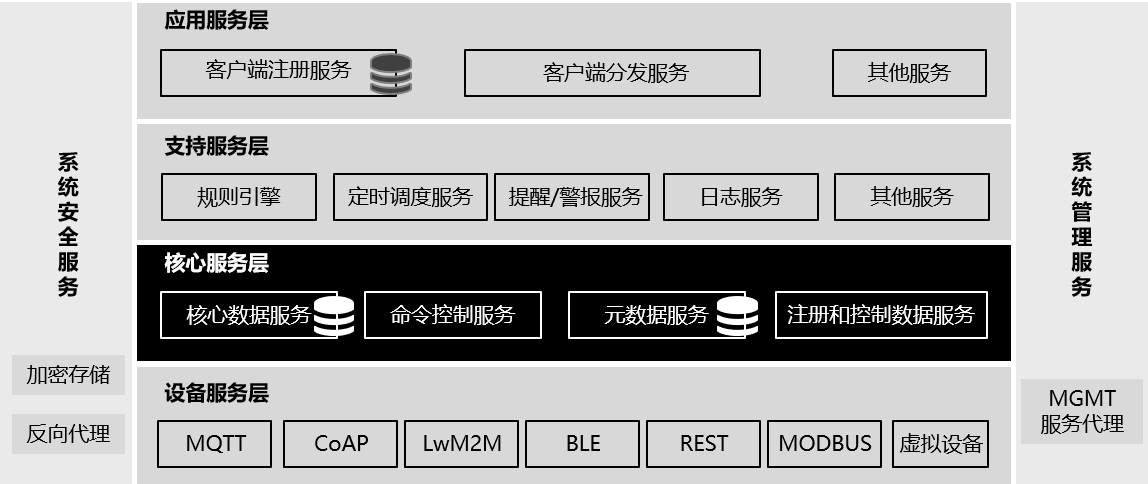 应用服务层
客户端注册服务
客户端分发服务
其他服务
支持服务层
规则引擎
定时调度服务
提醒/警报服务
日志服务
其他服务
核心服务层
核心数据服务
命令控制服务
元数据服务
注册和控制数据服务
设备服务层
MQTT
CoAP
LwM2M
BLE
REST
MODBUS
虚拟设备
系统安全服务
加密存储
反向代理
系统管理服务
MGMT
服务代理